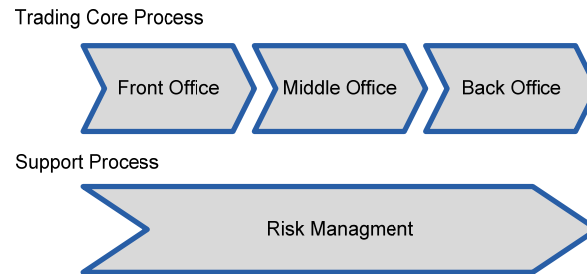 Trading Core Process
Front Office
Middle Office
Back Office
Support Process
Risk Managment